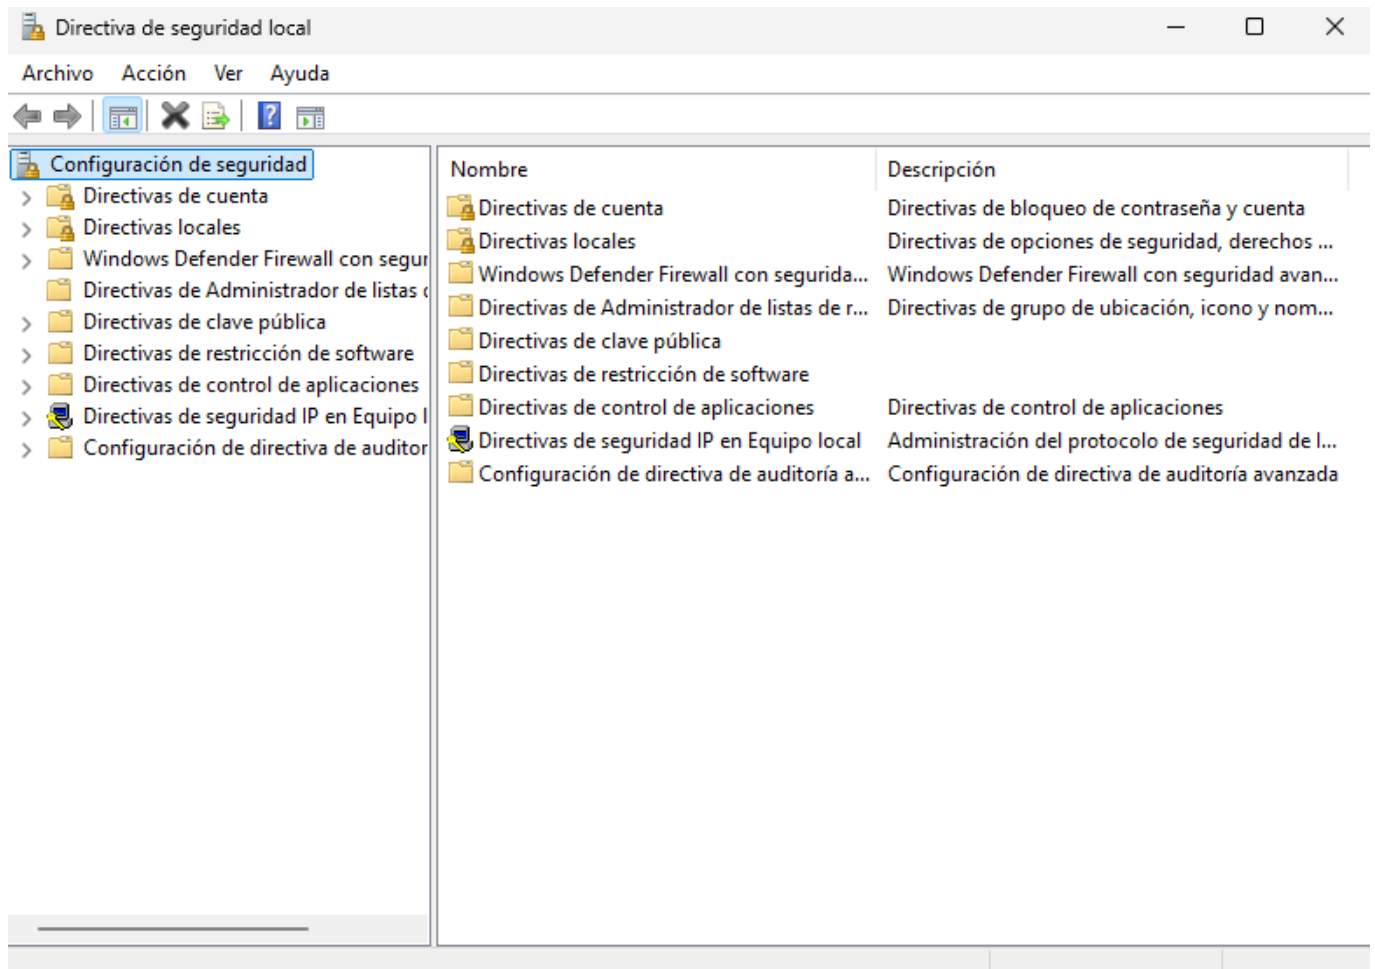 Directiva de seguridad local
Archivo Acción Ver Ayuda
Configuración de seguridad
Directivas de cuenta
Directivas locales
Windows Defender Firewall con segur
Directivas de Administrador de listas
Directivas de clave pública
Directivas de restricción de software
Directivas de control de aplicaciones
Directivas de seguridad IP en Equipo l
Configuración de directiva de auditor
Nombre Descripción
Directivas de cuenta Directivas de bloqueo de contraseña y cuenta
Directivas locales Directivas de opciones de seguridad, derechos ...
Windows Defender Firewall con segurida... Windows Defender Firewall con seguridad avan...
Directivas de Administrador de listas de r... Directivas de grupo de ubicación, icono y nom...
Directivas de clave pública
Directivas de restricción de software
Directivas de control de aplicaciones Directivas de control de aplicaciones
Directivas de seguridad IP en Equipo local Administración del protocolo de seguridad de I...
Configuración de directiva de auditoría a... Configuración de directiva de auditoría avanzada